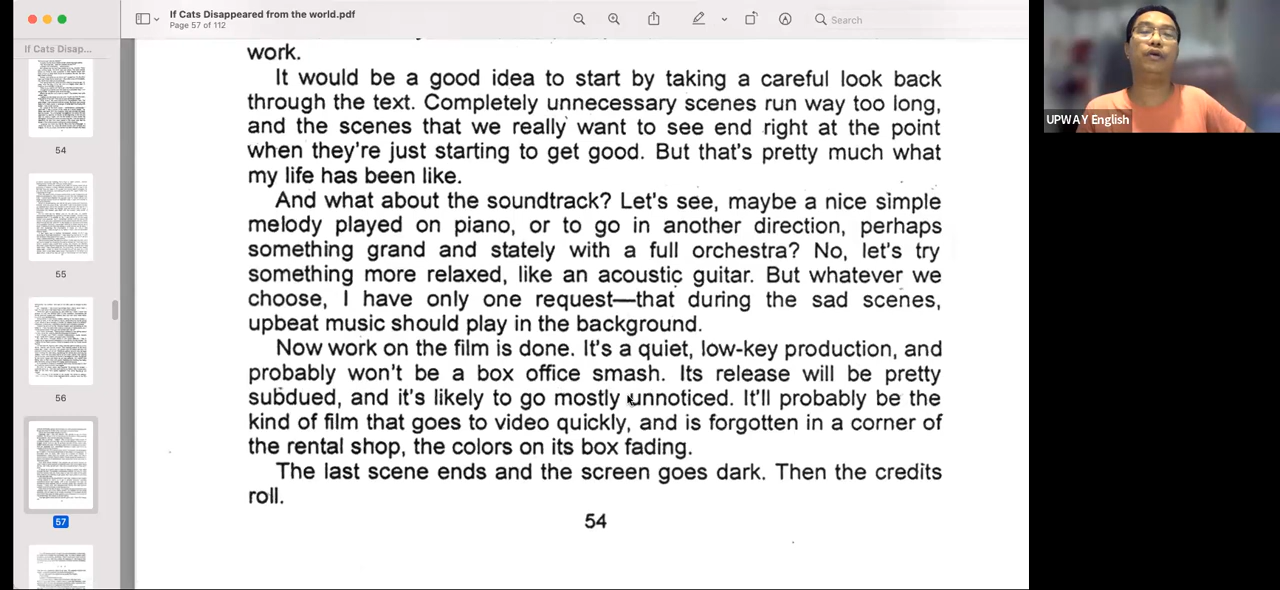 If Cats Disappeared from the world.pdf
Page 57 of 112
Search
If Cats Disap...
54
55
56
57
UPWAY English
work.
It would be a good idea to start by taking a careful look back
through the text. Completely unnecessary scenes run way too long,
and the scenes that we really want to see end right at the point
when they're just starting to get good. But that's pretty much what
my life has been like.
And what about the soundtrack? Let's see, maybe a nice simple
melody played on piano, or to go in another direction, perhaps
something grand and stately with a full orchestra? No, let's try
something more relaxed, like an acoustic guitar. But whatever we
choose, I have only one request—that during the sad scenes,
upbeat music should play in the background.
Now work on the film is done. It's a quiet, low-key production, and
probably won't be a box office smash. Its release will be pretty
subdued, and it's likely to go mostly unnoticed. It'll probably be the
kind of film that goes to video quickly, and is forgotten in a corner of
the rental shop, the colors on its box fading.
The last scene ends and the screen goes dark. Then the credits
roll.
54